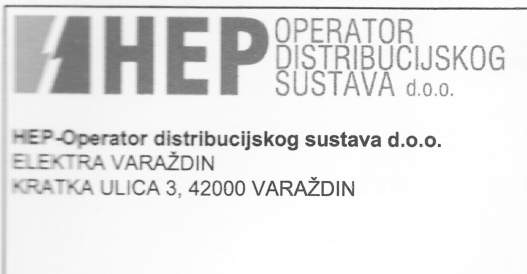 HEP
OPERATOR
DISTRIBUCIJSKOG
SUSTAVA d.o.o.
HEP-Operator distribucijskog sustava d.o.o.
ELEKTRA VARAŽDIN
KRATKA ULICA 3, 42000 VARAŽDIN